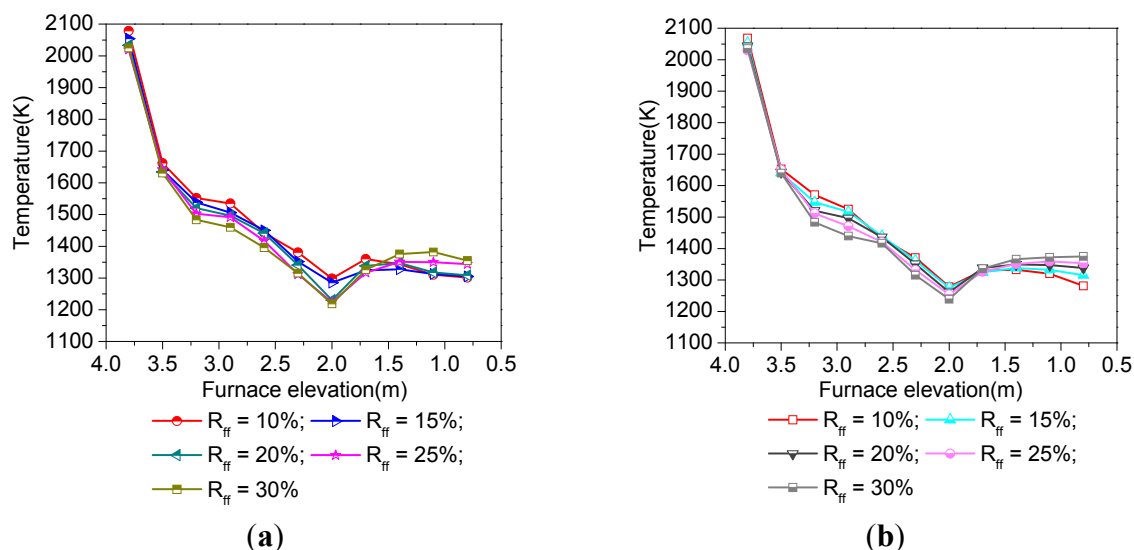 2100
2000
1900
1800
1700
1600
1500
1400
1300
1200
1100
Temperature(K)
4.0 3.5 3.0 2.5 2.0 1.5 1.0 0.5
Furnace elevation(m)
R_ff = 10%; R_ff = 15%;
R_ff = 20%; R_ff = 25%;
R_ff = 30%
(a)
2100
2000
1900
1800
1700
1600
1500
1400
1300
1200
1100
Temperature(K)
4.0 3.5 3.0 2.5 2.0 1.5 1.0 0.5
Furnace elevation(m)
R_ff = 10%; R_ff = 15%;
R_ff = 20%; R_ff = 25%;
R_ff = 30%
(b)